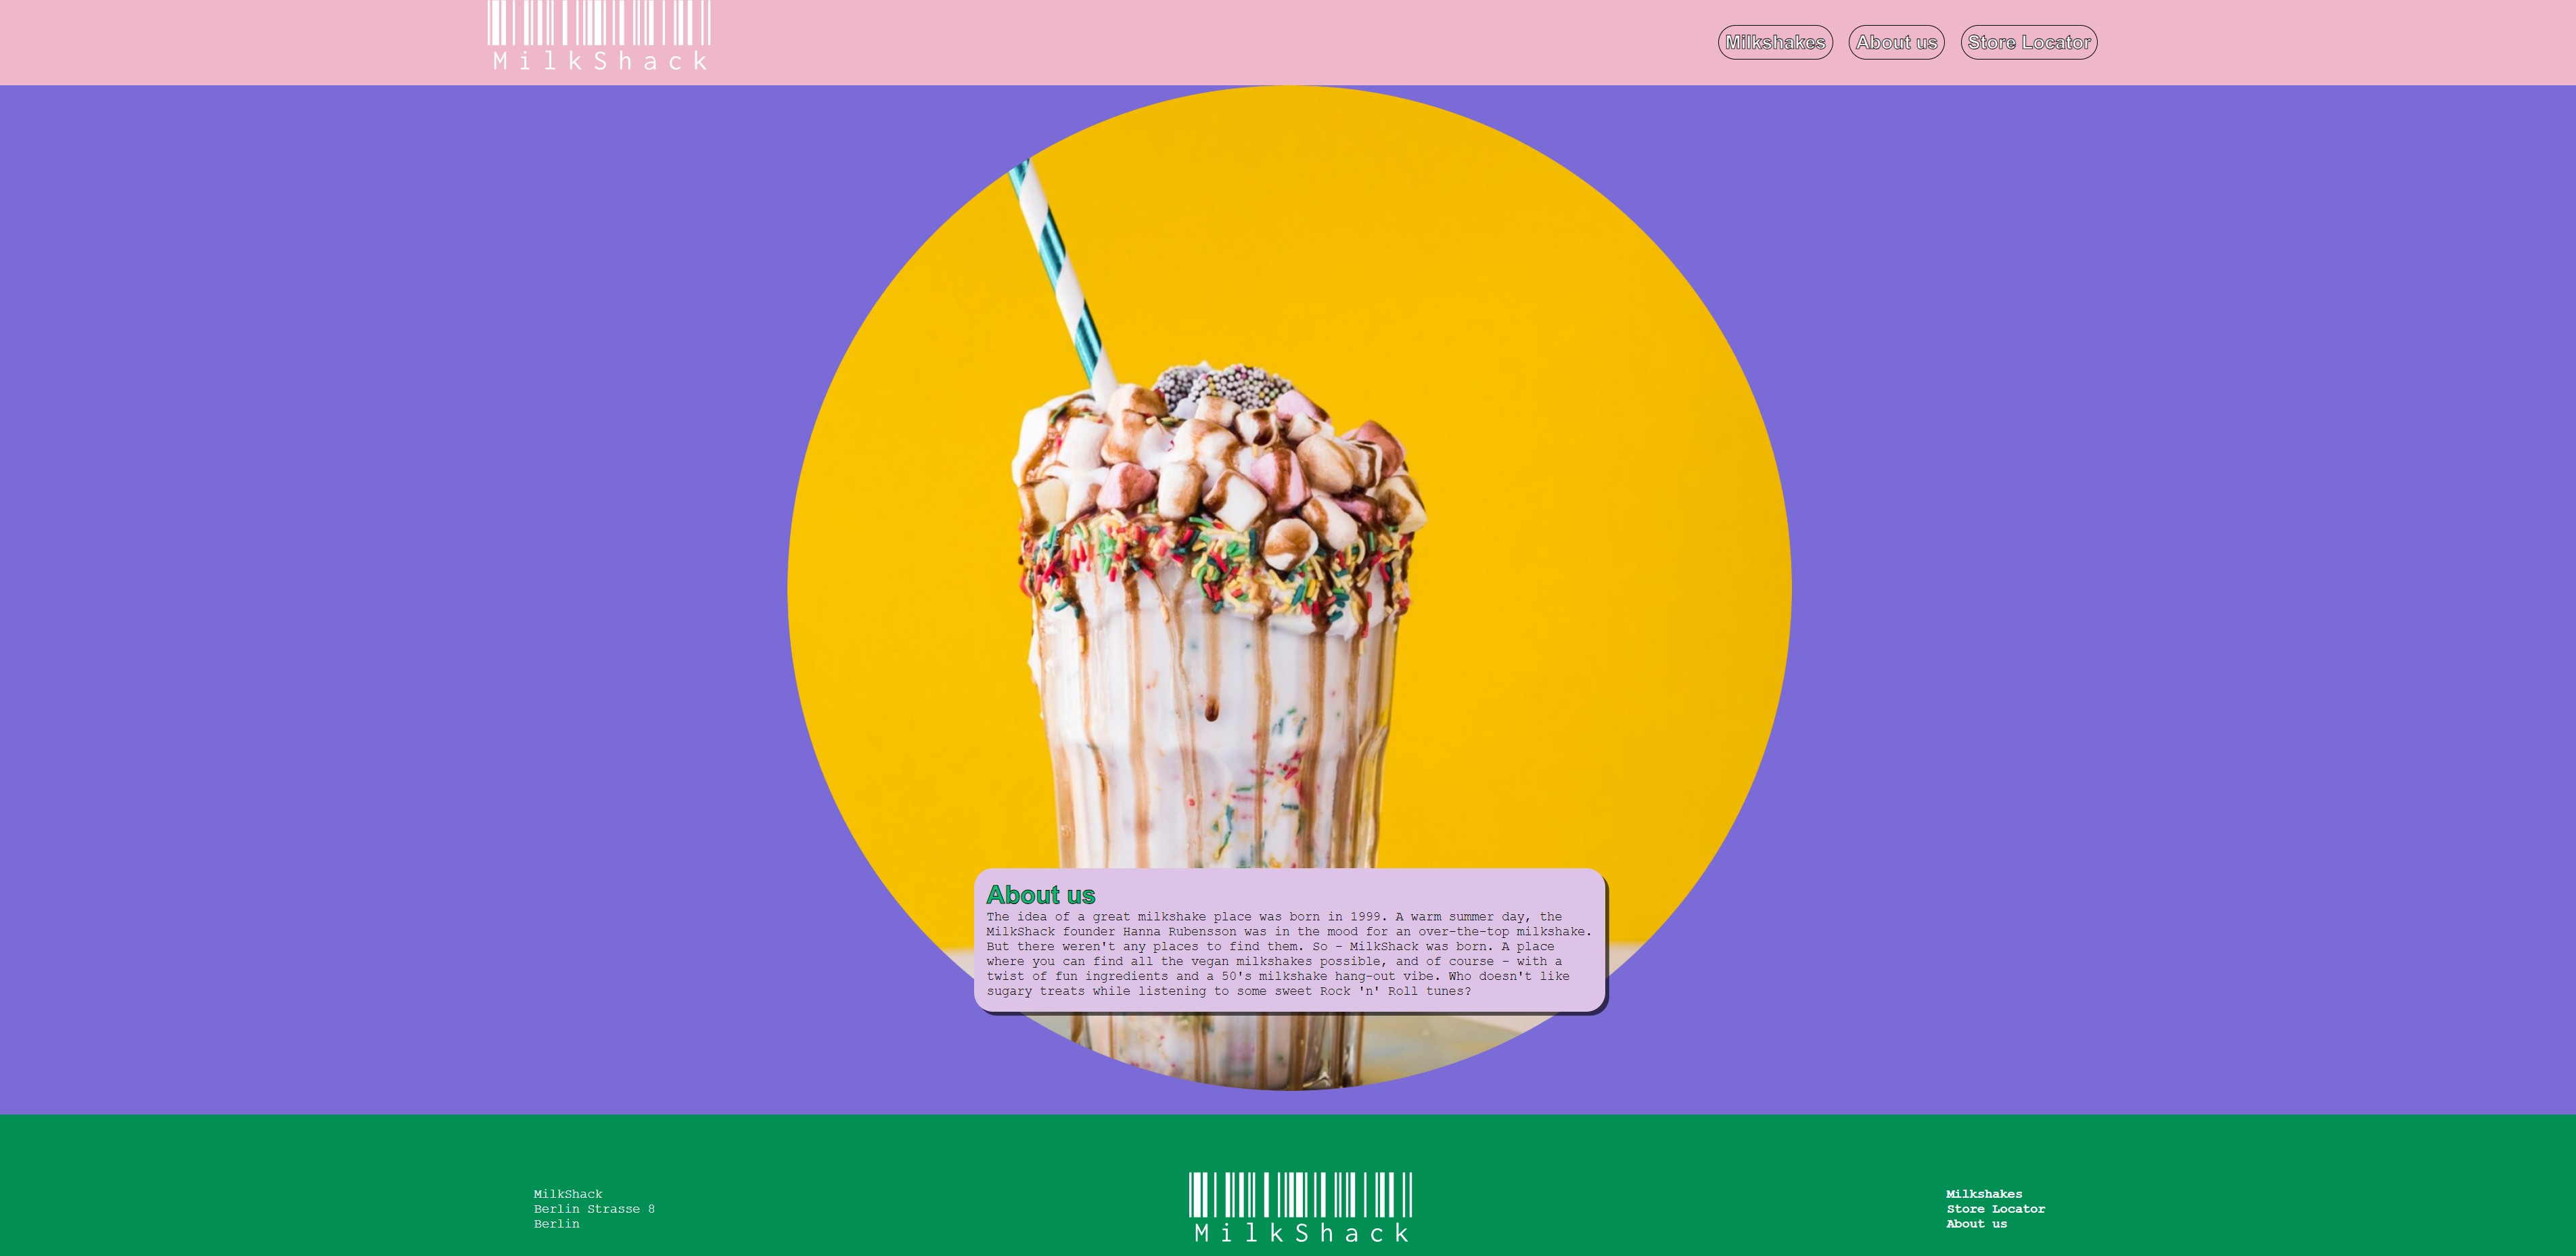 MilkShack
Milkshakes
About us
Store Locator
About us
The idea of a great milkshake place was born in 1999. A warm summer day, the
MilkShack founder Hanna Rubensson was in the mood for an over-the-top milkshake.
But there weren't any places to find them. So - MilkShack was born. A place
where you can find all the vegan milkshakes possible, and of course - with a
twist of fun ingredients and a 50's milkshake hang-out vibe. Who doesn't like
sugary treats while listening to some sweet Rock 'n' Roll tunes?
MilkShack
Berlin Strasse 8
Berlin
MilkShack
Milkshakes
Store Locator
About us